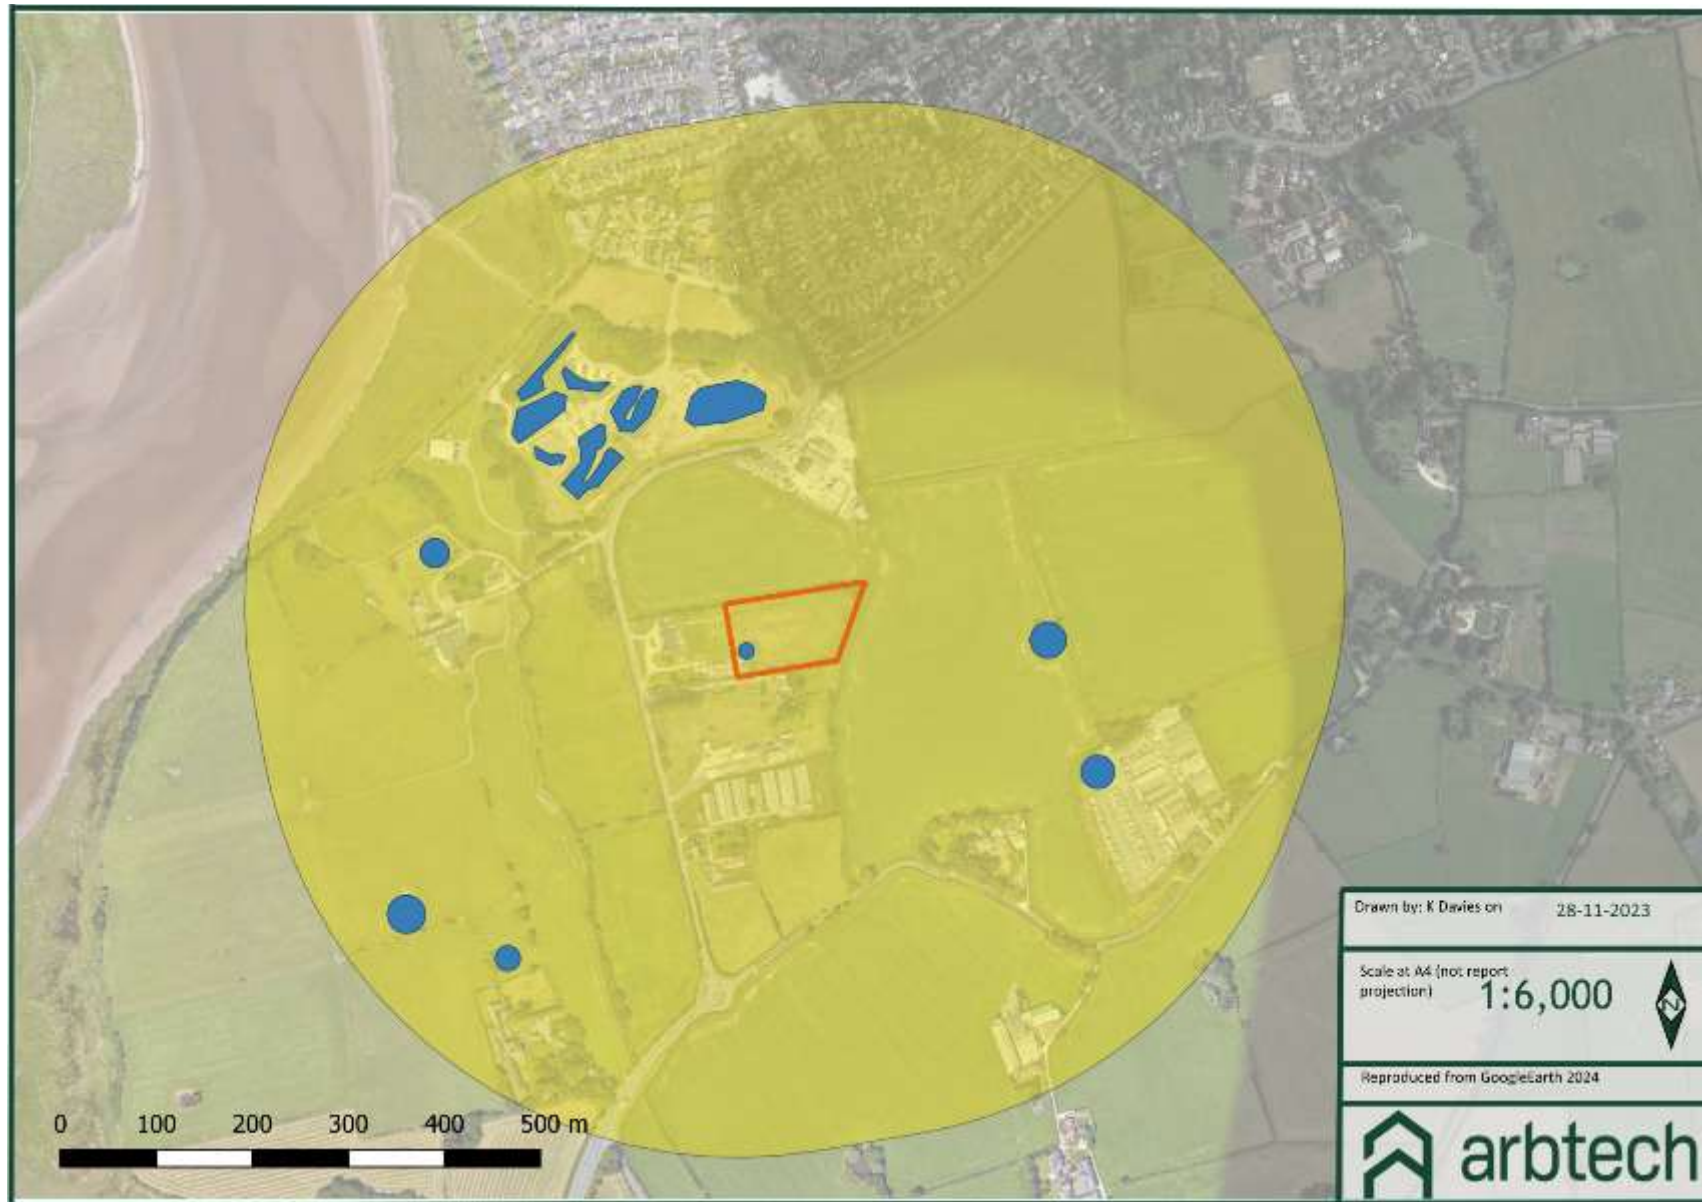 Drawn by: K Davies on 28-11-2023
Scale at A4 (not report
projection) 1:6,000
N
Reproduced from GoogleEarth 2024
arbtech
0 100 200 300 400 500 m